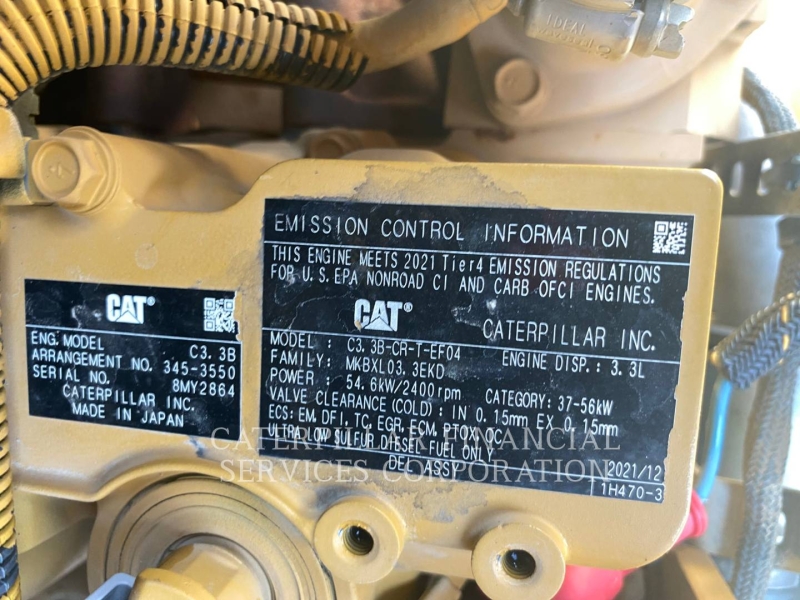 IDEAL
CAT®
ENG. MODEL C3.3B
ARRANGEMENT NO. 345-3550
SERIAL NO. 8MY2864
CATERPILLAR INC.
MADE IN JAPAN
EMISSION CONTROL INFORMATION
THIS ENGINE MEETS 2021 Tier4 EMISSION REGULATIONS
FOR U.S. EPA NONROAD CI AND CARB OFCI ENGINES.
CAT® CATERPILLAR INC.
MODEL : C3.3B-CR-T-EF04 ENGINE DISP.: 3.3L
FAMILY: MKBXL03.3EKD
POWER : 54.6kW/2400rpm CATEGORY: 37-56kW
VALVE CLEARANCE (COLD) : IN 0.15mm EX 0.15mm
ECS: EM, DFI, TC, EGR, ECM, PTOX, OC
ULTRA LOW SULFUR DIESEL FUEL ONLY
DEL ASSY 2021/12
1H470-3
CATERPILLAR FINANCIAL
SERVICES CORPORATION